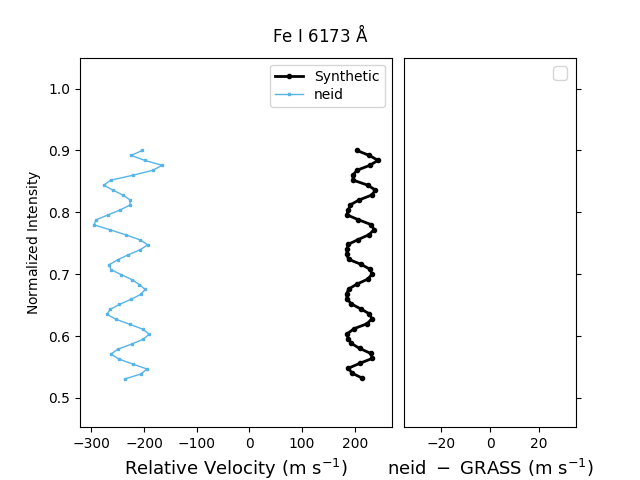 Fe I 6173 Å
Synthetic
neid
1.0
0.9
0.8
0.7
0.6
0.5
Normalized Intensity
−300 −200 −100 0 100 200
−20 0 20
Relative Velocity (m s⁻¹)
neid − GRASS (m s⁻¹)